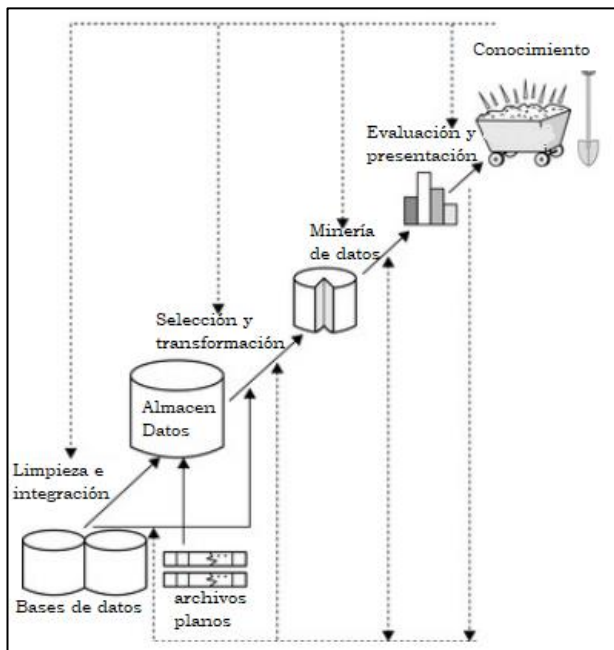 Conocimiento
Evaluación y
presentación
Minería
de datos
Selección y
transformación
Almacen
Datos
Limpieza e
integración
Bases de datos
archivos
planos